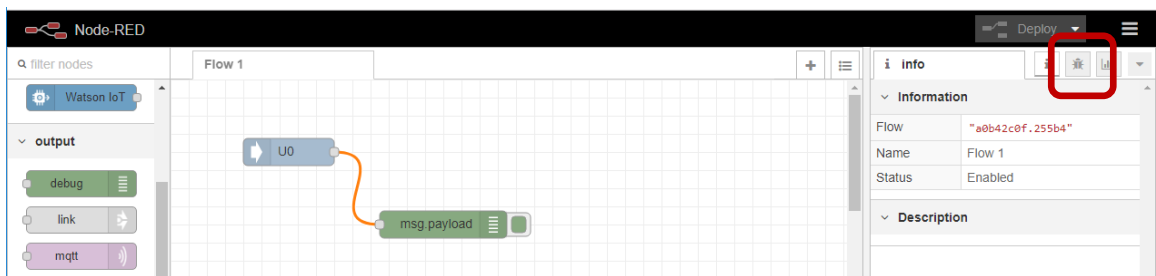 Node-RED
Deploy
filter nodes
Flow 1
+
i info
i
Watson IoT
Information
Flow "a0b42c0f.255b4"
output
U0
Name Flow 1
Status Enabled
debug
link
msg.payload
Description
mqtt